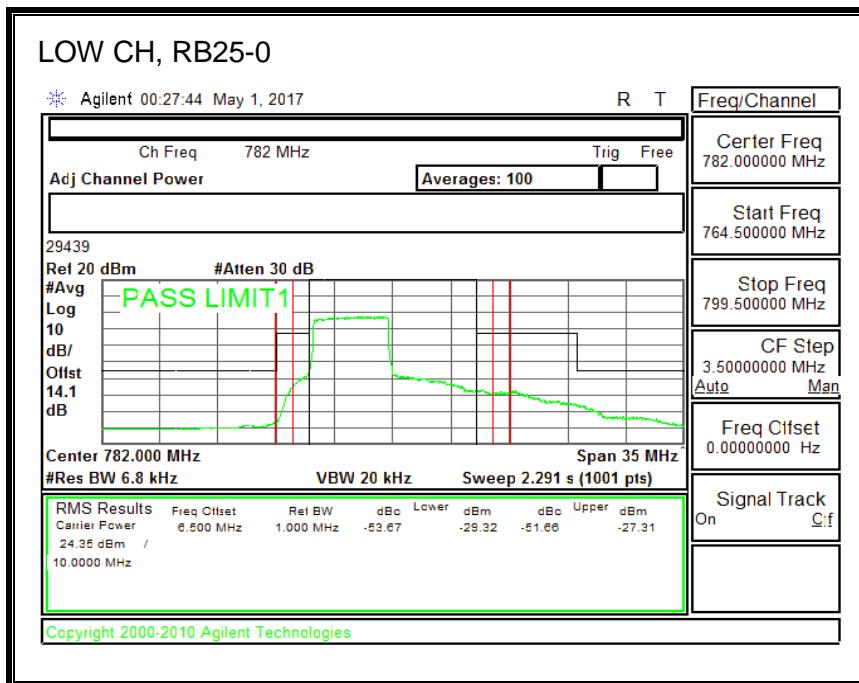 LOW CH, RB25-0
Agilent 00:27:44 May 1, 2017 R T
Freq/Channel
Ch Freq 782 MHz Trig Free
Adj Channel Power Averages: 100
29439
Ref 20 dBm #Atten 30 dB
#Avg
Log
10
dB/
Offst
14.1
dB
PASS LIMIT1
Center 782.000 MHz Span 35 MHz
#Res BW 6.8 kHz VBW 20 kHz Sweep 2.291 s (1001 pts)
RMS Results Freq Offset Ref BW dBc Lower dBm dBc Upper dBm
Carrier Power 6.500 MHz 1.000 MHz -53.67 -29.32 -51.66 -27.31
24.35 dBm /
10.0000 MHz
Copyright 2000-2010 Agilent Technologies
Center Freq
782.000000 MHz
Start Freq
764.500000 MHz
Stop Freq
799.500000 MHz
CF Step
3.50000000 MHz
Auto Man
Freq Offset
0.00000000 Hz
Signal Track
On Off